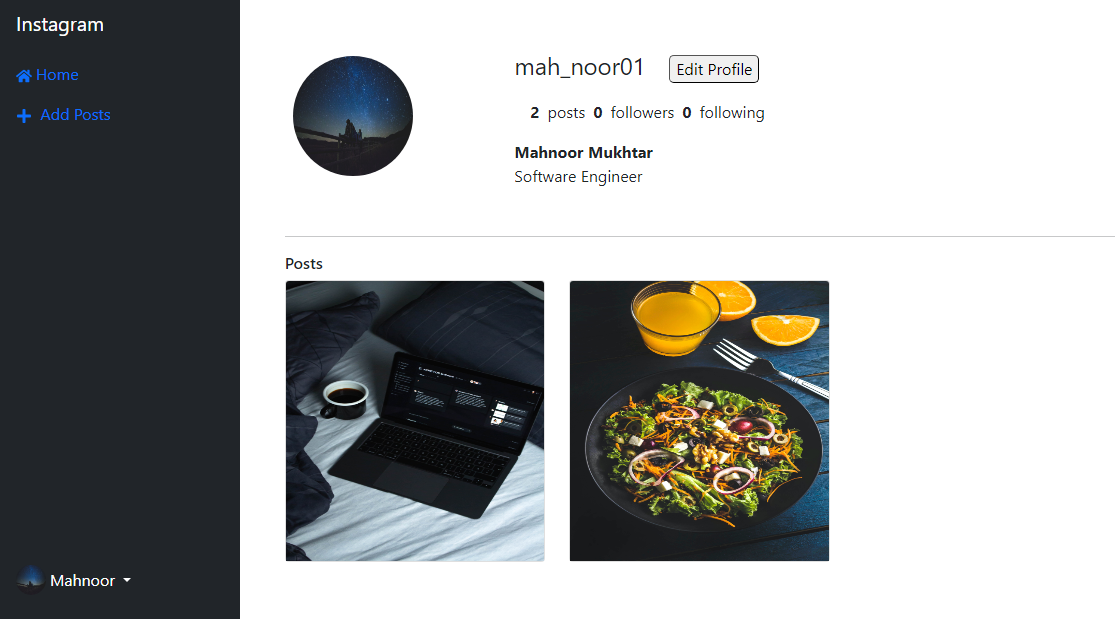 Instagram
Home
Add Posts
Mahnoor
mah_noor01 Edit Profile
2 posts 0 followers 0 following
Mahnoor Mukhtar
Software Engineer
Posts